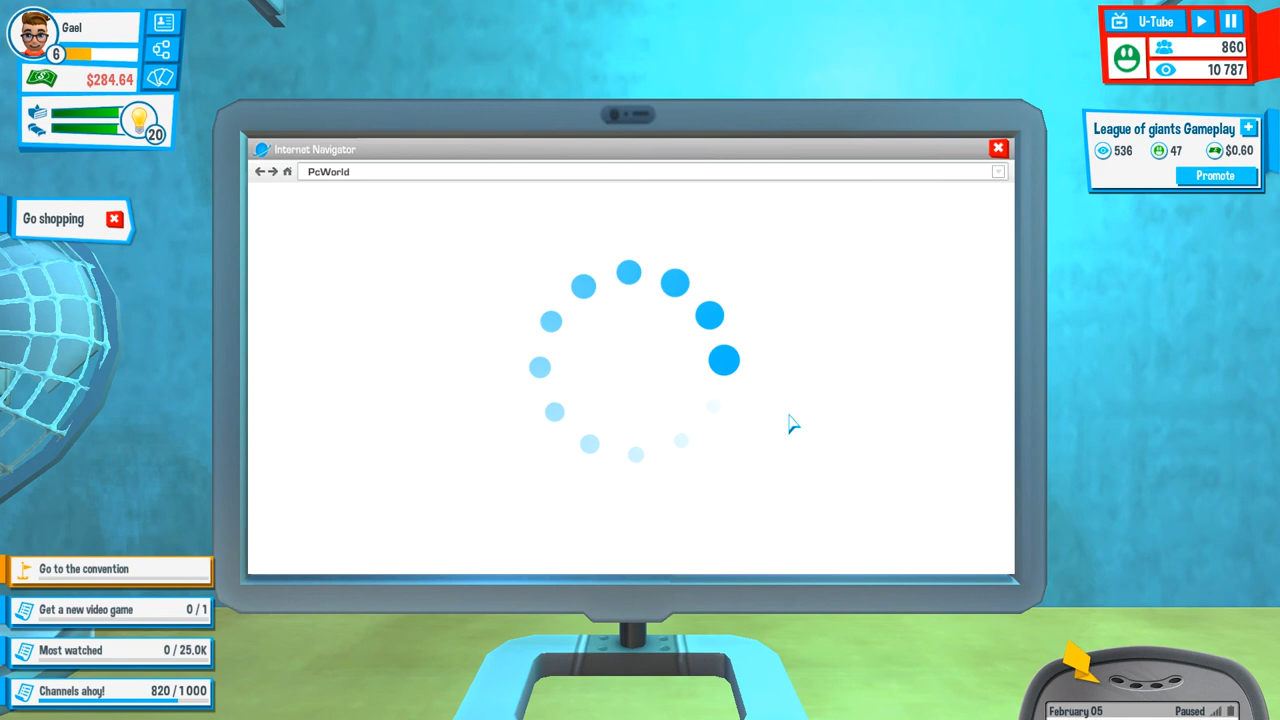 Gael
6
$284.64
20
Go shopping
U-Tube
860
10 787
League of giants Gameplay
536 47 $0.60
Promote
Internet Navigator
PcWorld
Go to the convention
Get a new video game 0 / 1
Most watched 0 / 25.0K
Channels ahoy! 820 / 1 000
February 05 Paused